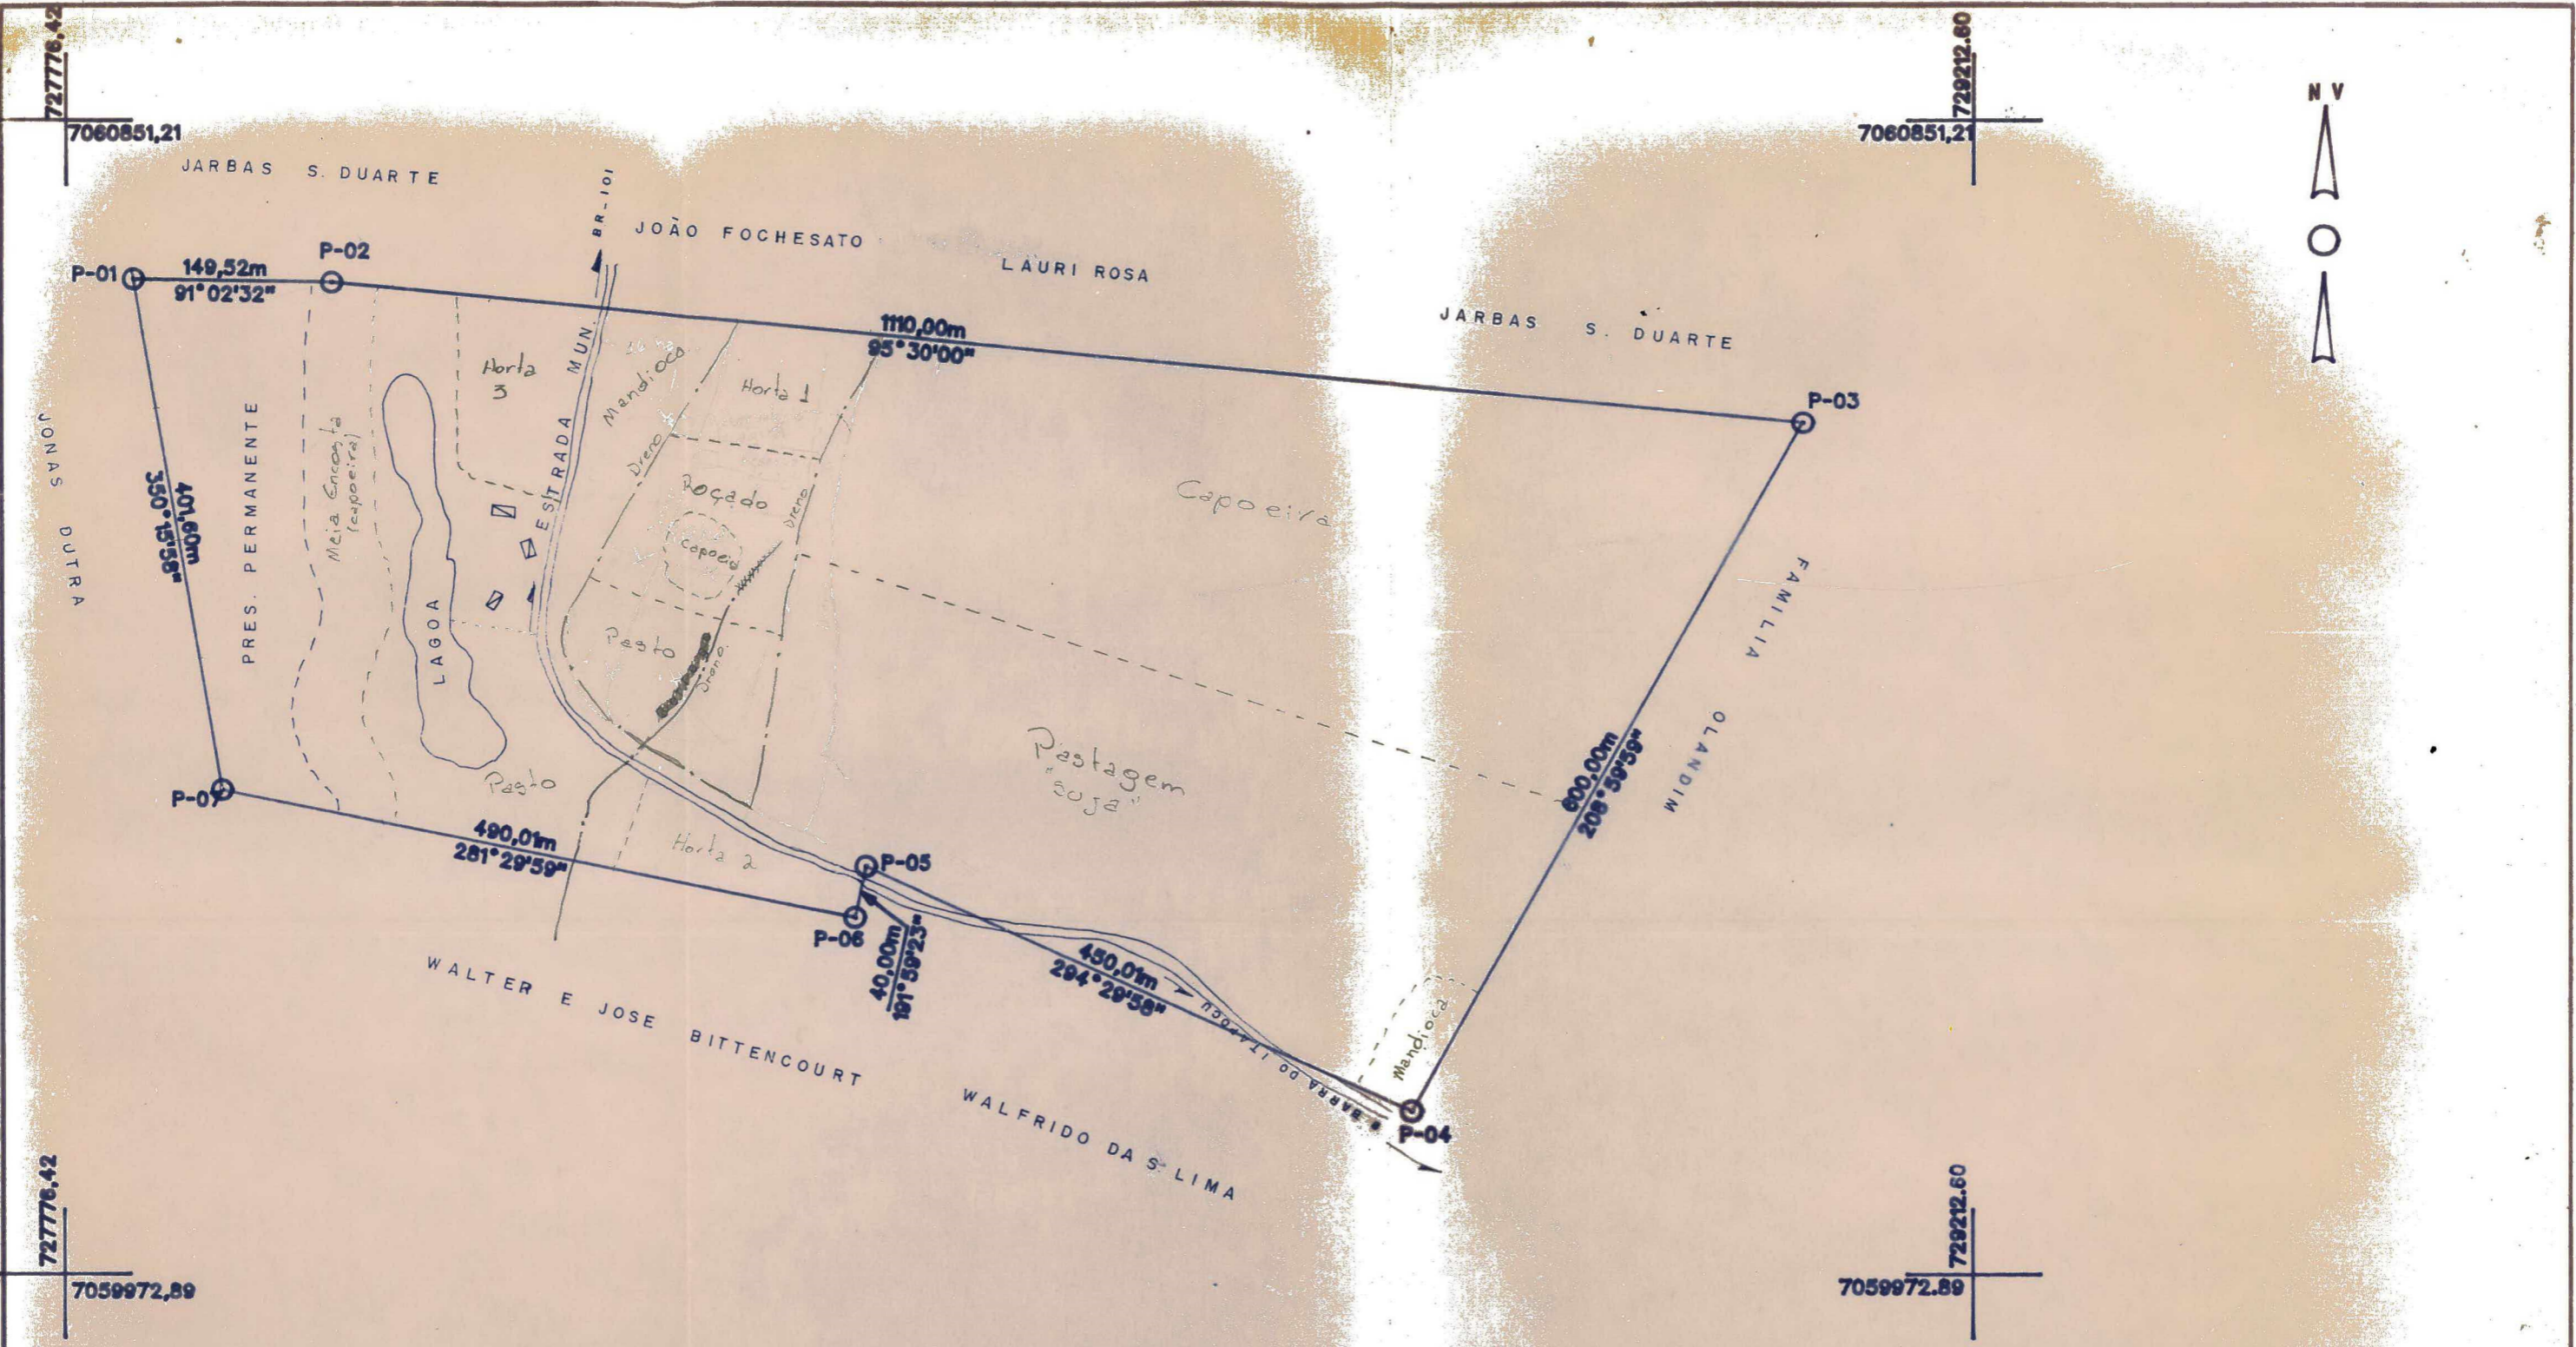 727776,42
7060851,21
729212.60
7060851,21
N V
JARBAS S. DUARTE
BR-101
JOÃO FOCHESATO
LAURI ROSA
JARBAS S. DUARTE
P-01
149,52m
91°02'32"
P-02
1110,00m
95°30'00"
P-03
JONAS DUTRA
401,60m
350°15'58"
PRES. PERMANENTE
Meia Encosta
(capoeira)
LAGOA
Horta
3
ESTRADA MUN.
Mandioca
Dreno
Horta 1
Roçado
Capoeia
Dreno
Pasto
Dreno
Capoeira
Pastagem
"Suja"
FAMILIA OLANDIM
600,00m
208°59'59"
P-07
Pasto
490,01m
281°29'59"
Horta 2
P-05
P-06
40,00m
191°59'23"
450,01m
294°29'58"
BARRA DO ITAPOCU
Mandioca
P-04
WALTER E JOSE BITTENCOURT
WALFRIDO DA S. LIMA
727776,42
7059972,89
729212.60
7059972.89